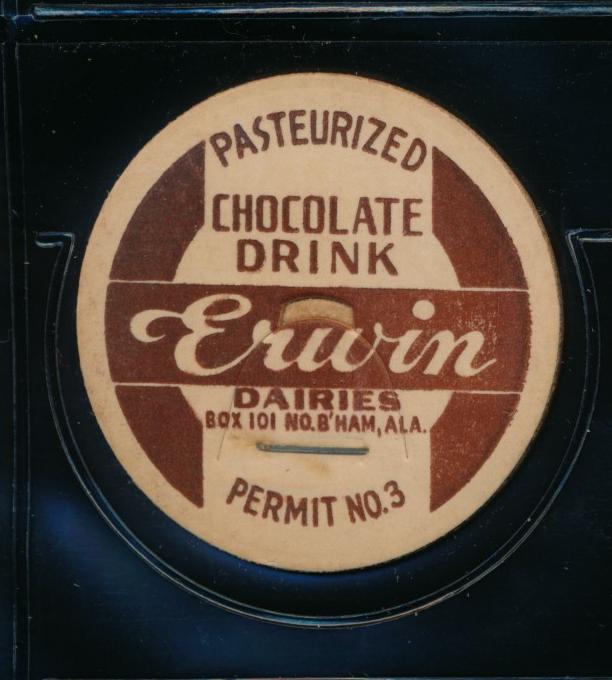 PASTEURIZED
CHOCOLATE
DRINK
Erwin
DAIRIES
BOX 101 NO. B'HAM, ALA.
PERMIT NO. 3